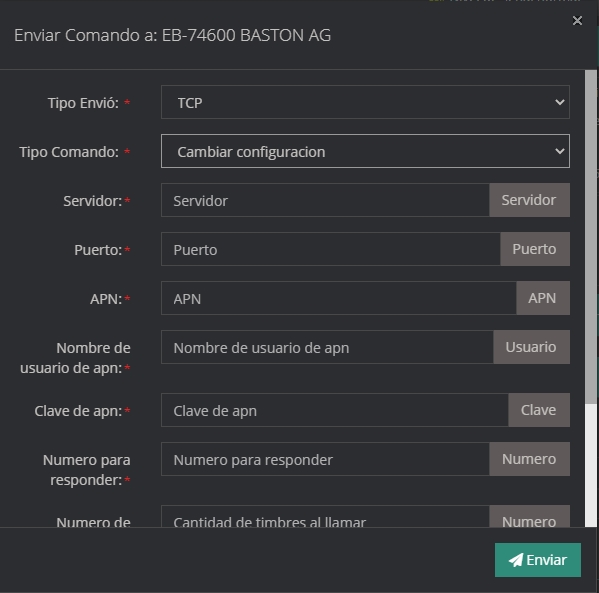 Enviar Comando a: EB-74600 BASTON AG
×
Tipo Envió: * TCP
Tipo Comando: * Cambiar configuracion
Servidor: * Servidor Servidor
Puerto: * Puerto Puerto
APN: * APN APN
Nombre de
usuario de apn: * Nombre de usuario de apn Usuario
Clave de apn: * Clave de apn Clave
Numero para
responder: * Numero para responder Numero
Numero de Cantidad de timbres al llamar Numero
Enviar